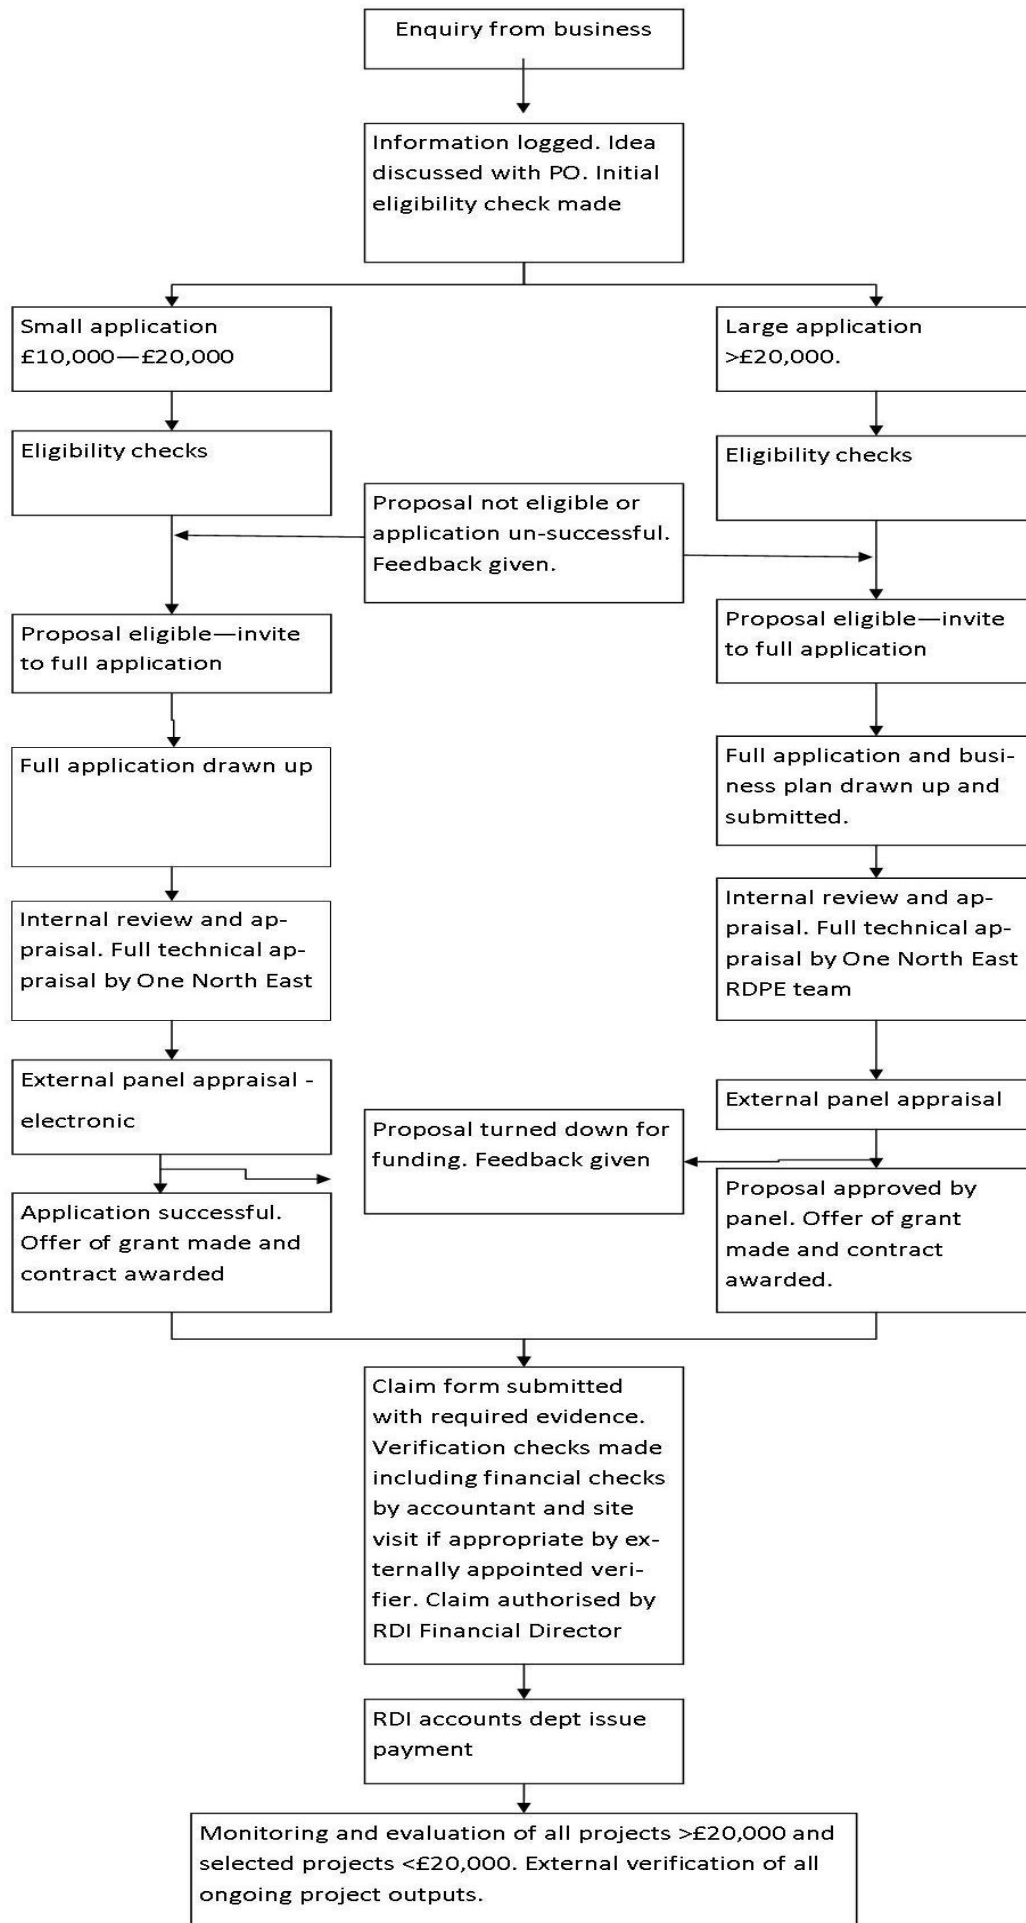 Enquiry from business
Information logged. Idea
discussed with PO. Initial
eligibility check made
Small application
£10,000—£20,000
Large application
>£20,000.
Eligibility checks
Eligibility checks
Proposal not eligible or
application un-successful.
Feedback given.
Proposal eligible—invite
to full application
Proposal eligible—invite
to full application
Full application drawn up
Full application and busi-
ness plan drawn up and
submitted.
Internal review and ap-
praisal. Full technical ap-
praisal by One North East
Internal review and ap-
praisal. Full technical ap-
praisal by One North East
RDPE team
External panel appraisal -
electronic
External panel appraisal
Proposal turned down for
funding. Feedback given
Application successful.
Offer of grant made and
contract awarded
Proposal approved by
panel. Offer of grant
made and contract
awarded.
Claim form submitted
with required evidence.
Verification checks made
including financial checks
by accountant and site
visit if appropriate by ex-
ternally appointed veri-
fier. Claim authorised by
RDI Financial Director
RDI accounts dept issue
payment
Monitoring and evaluation of all projects >£20,000 and
selected projects <£20,000. External verification of all
ongoing project outputs.